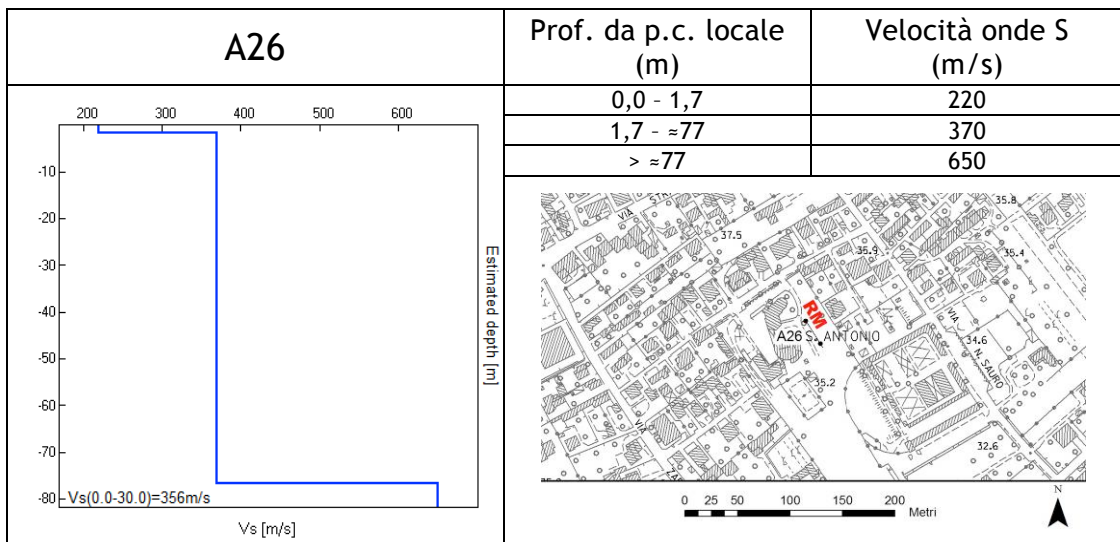 A26
Prof. da p.c. locale
(m)
Velocità onde S
(m/s)
0,0 – 1,7
220
1,7 – ≈77
370
> ≈77
650
200 300 400 500 600
-10
-20
-30
-40
-50
-60
-70
-80
Vs(0.0-30.0)=356m/s
Vs [m/s]
Estimated depth [m]
VIA
37.5
35.8
35.9
35.4
RM
A26 S. ANTONIO
VIA
N. SAURO
34.6
35.2
VIA
32.6
0 25 50 100 150 200
Metri
N